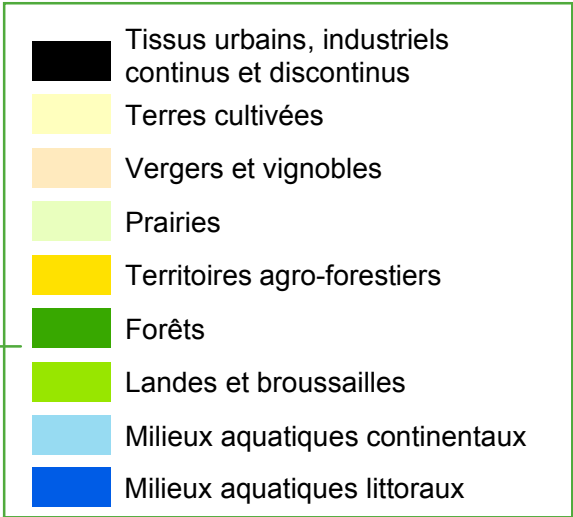 Tissus urbains, industriels
continus et discontinus
Terres cultivées
Vergers et vignobles
Prairies
Territoires agro-forestiers
Forêts
Landes et broussailles
Milieux aquatiques continentaux
Milieux aquatiques littoraux